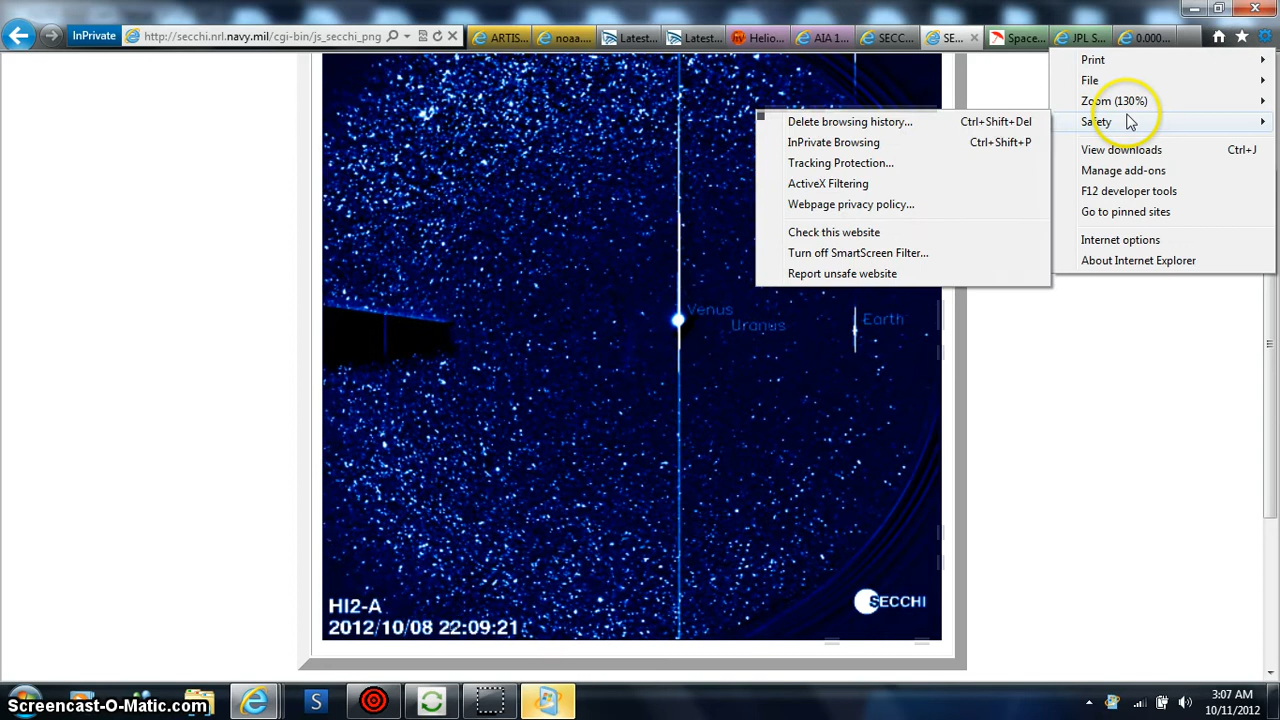 InPrivate
http://secchi.nrl.navy.mil/cgi-bin/js_secchi_png
ARTIS...
noaa....
Latest...
Latest...
Helio...
AIA 1...
SECC...
SE...
Space...
JPL S...
0.000...
Print
File
Zoom (130%)
Safety
View downloads Ctrl+J
Manage add-ons
F12 developer tools
Go to pinned sites
Internet options
About Internet Explorer
Delete browsing history... Ctrl+Shift+Del
InPrivate Browsing Ctrl+Shift+P
Tracking Protection...
ActiveX Filtering
Webpage privacy policy...
Check this website
Turn off SmartScreen Filter...
Report unsafe website
Venus
Uranus
Earth
HI2-A
2012/10/08 22:09:21
SECCHI
S
Screencast-O-Matic.com
3:07 AM
10/11/2012